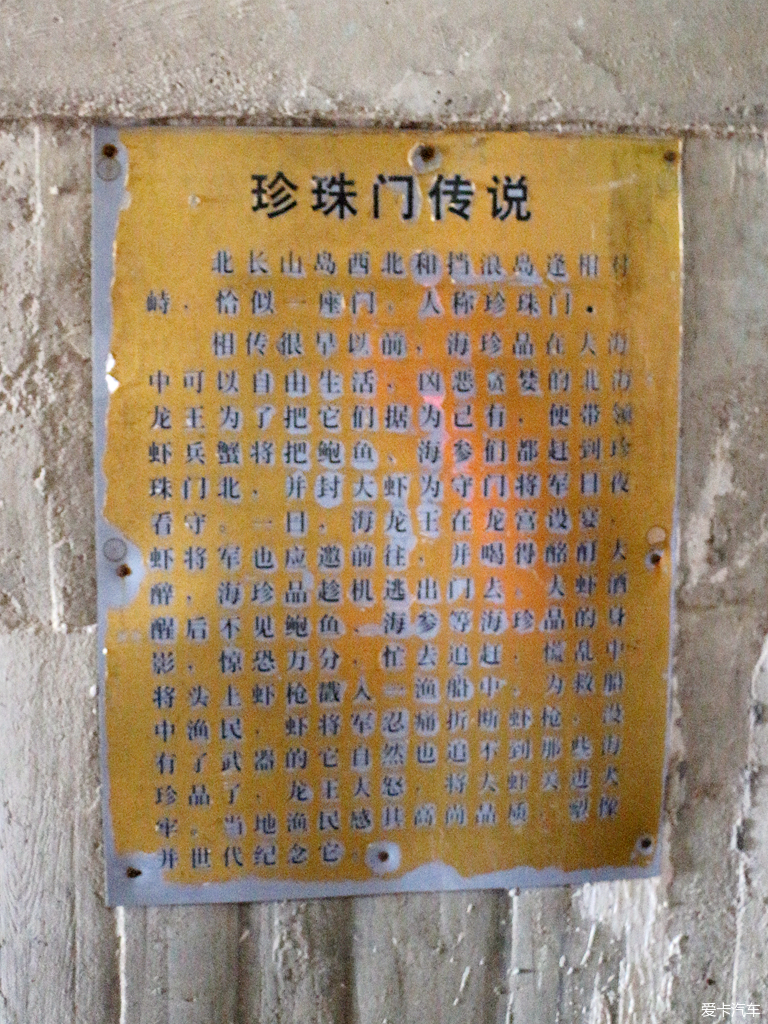 珍珠门传说
北长山岛西北和挡浪岛逢相对
峙，恰似一座门，人称珍珠门．
相传很早以前，海珍品在大海
中可以自由生活，凶恶贪婪的北海
龙王为了把它们据为己有，便带领
虾兵蟹将把鲍鱼、海参们都赶到珍
珠门北，并封大虾为守门将军日夜
看守。一日，海龙王在龙宫设宴，
虾将军也应邀前往，并喝得酩酊大
醉，海珍品趁机逃出门去。大虾酒
醒后不见鲍鱼、海参等海珍品的身
影，惊恐万分，忙去追赶，慌乱中
将头上虾枪戳入一渔船中，为救船
中渔民，虾将军忍痛折断虾枪，没
有了武器的它自然也追不到那些海
珍品了，龙王大怒，将大虾关进大
牢。当地渔民感其高尚品质，塑像
并世代纪念它
爱卡汽车